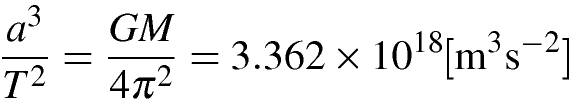 a³/T² = GM/4π² = 3.362 × 10¹⁸[m³s⁻²]